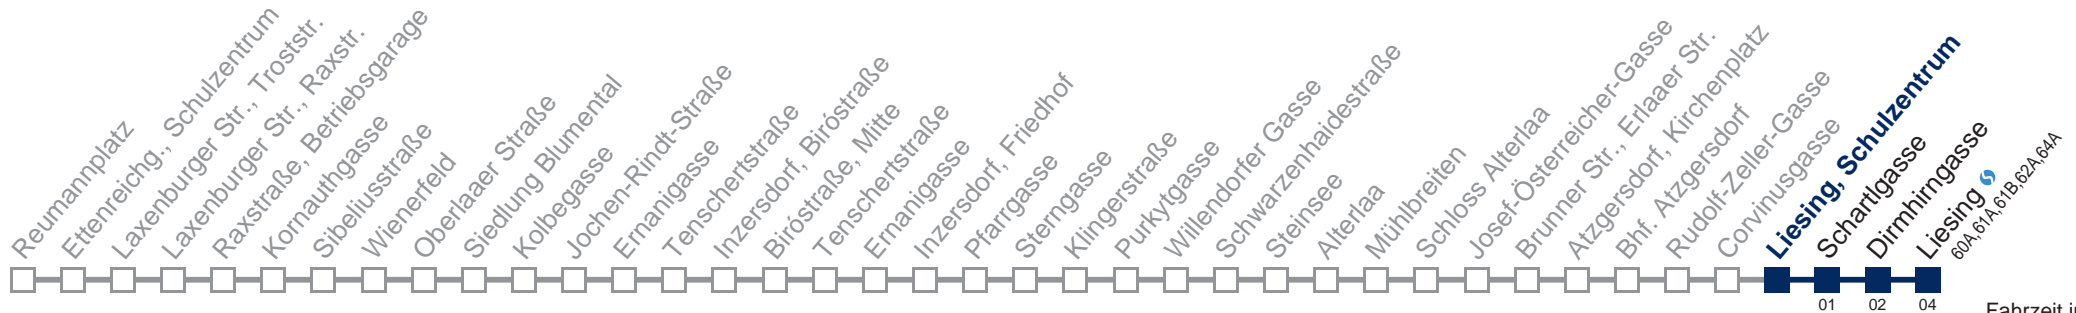 Reumannplatz
Ettenreichg., Schulzentrum
Laxenburger Str., Troststr.
Laxenburger Str., Raxstr.
Raxstraße, Betriebsgarage
Kornauthgasse
Sibeliusstraße
Wienerfeld
Oberlaaer Straße
Siedlung Blumental
Kolbegasse
Jochen-Rindt-Straße
Ernanigasse
Tenschertstraße
Inzersdorf, Biróstraße
Biróstraße, Mitte
Tenschertstraße
Ernanigasse
Inzersdorf, Friedhof
Pfarrgasse
Sterngasse
Klingerstraße
Purkytgasse
Willendorfer Gasse
Schwarzenhaidestraße
Steinsee
Alterlaa
Mühlbreiten
Schloss Alterlaa
Josef-Österreicher-Gasse
Brunner Str., Erlaaer Str.
Atzgersdorf, Kirchenplatz
Bhf. Atzgersdorf
Rudolf-Zeller-Gasse
Corvinusgasse
Liesing, Schulzentrum
Schartlgasse
Dirmhirngasse
Liesing
60A,61A,61B,62A,64A
01 02 04
Fahrzeit i